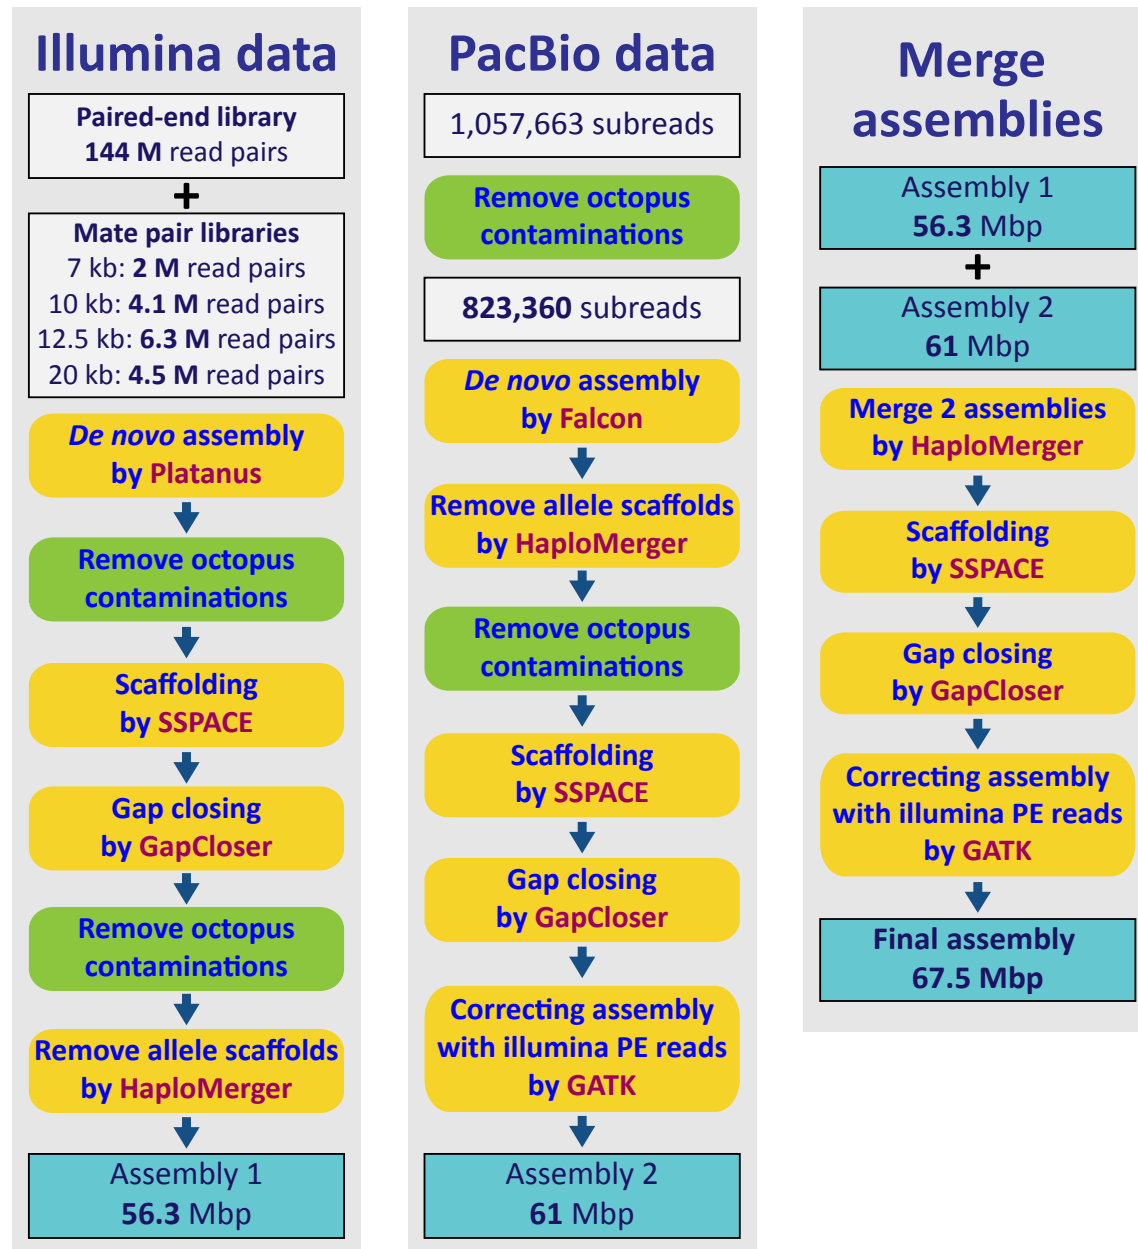 Illumina data
Paired-end library
144 M read pairs
+
Mate pair libraries
7 kb: 2 M read pairs
10 kb: 4.1 M read pairs
12.5 kb: 6.3 M read pairs
20 kb: 4.5 M read pairs
De novo assembly
by Platanus
Remove octopus
contaminations
Scaffolding
by SSPACE
Gap closing
by GapCloser
Remove octopus
contaminations
Remove allele scaffolds
by HaploMerger
Assembly 1
56.3 Mbp
PacBio data
1,057,663 subreads
Remove octopus
contaminations
823,360 subreads
De novo assembly
by Falcon
Remove allele scaffolds
by HaploMerger
Remove octopus
contaminations
Scaffolding
by SSPACE
Gap closing
by GapCloser
Correcting assembly
with illumina PE reads
by GATK
Assembly 2
61 Mbp
Merge
assemblies
Assembly 1
56.3 Mbp
+
Assembly 2
61 Mbp
Merge 2 assemblies
by HaploMerger
Scaffolding
by SSPACE
Gap closing
by GapCloser
Correcting assembly
with illumina PE reads
by GATK
Final assembly
67.5 Mbp